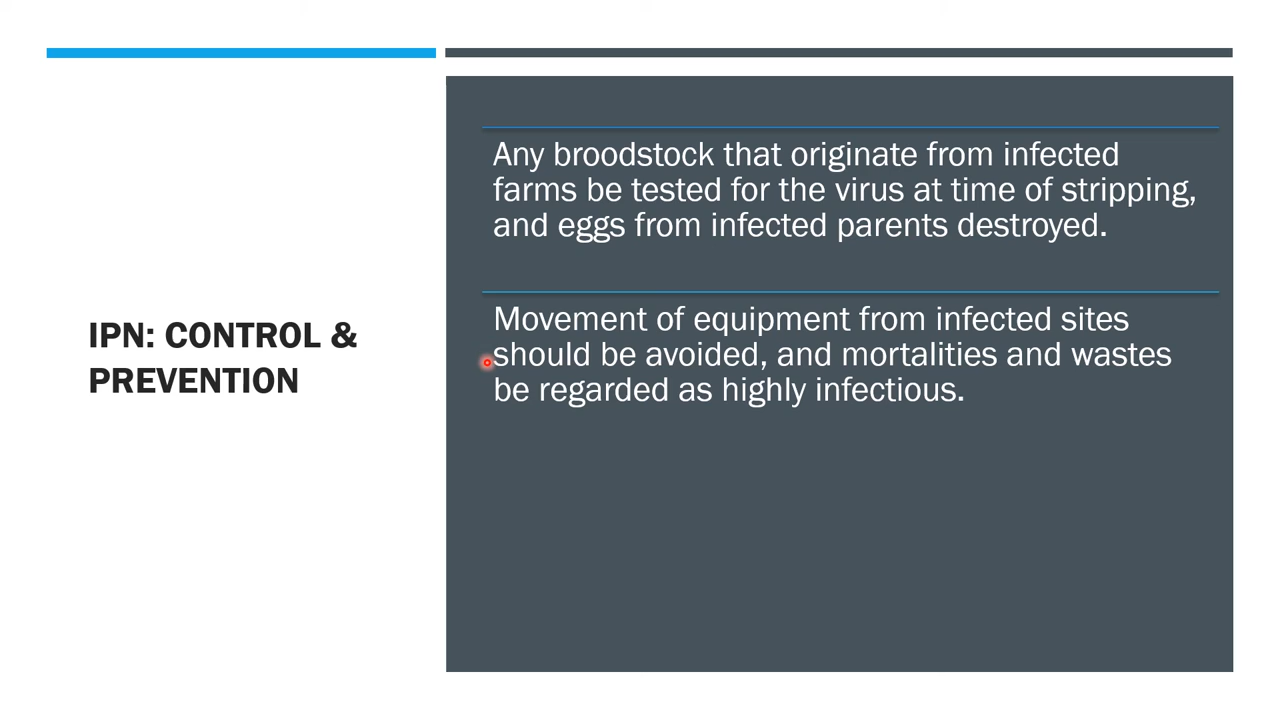 IPN: CONTROL &
PREVENTION
Any broodstock that originate from infected
farms be tested for the virus at time of stripping,
and eggs from infected parents destroyed.
Movement of equipment from infected sites
should be avoided, and mortalities and wastes
be regarded as highly infectious.